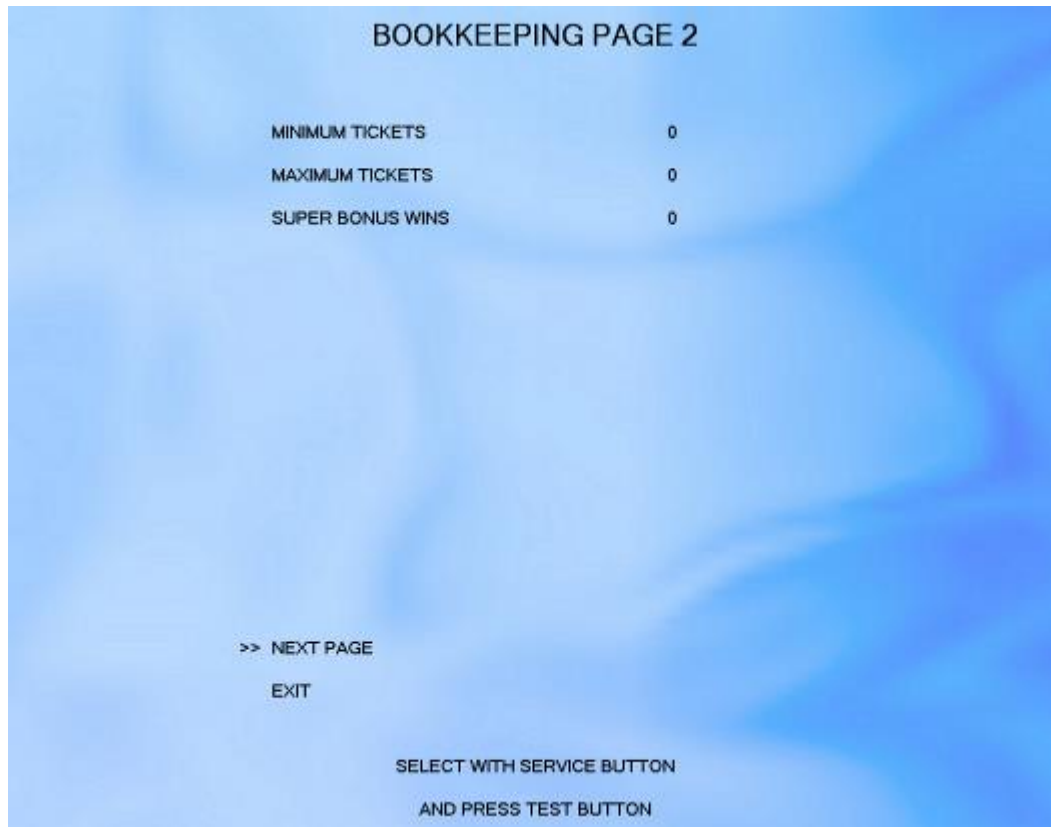 BOOKKEEPING PAGE 2
MINIMUM TICKETS 0
MAXIMUM TICKETS 0
SUPER BONUS WINS 0
>> NEXT PAGE
EXIT
SELECT WITH SERVICE BUTTON
AND PRESS TEST BUTTON